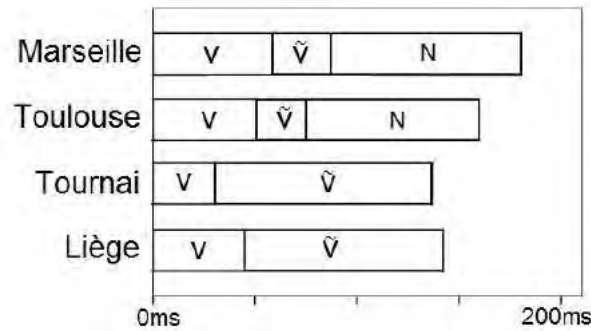 Marseille V Ṽ N
Toulouse V Ṽ N
Tournai V Ṽ
Liège V Ṽ
0ms 200ms